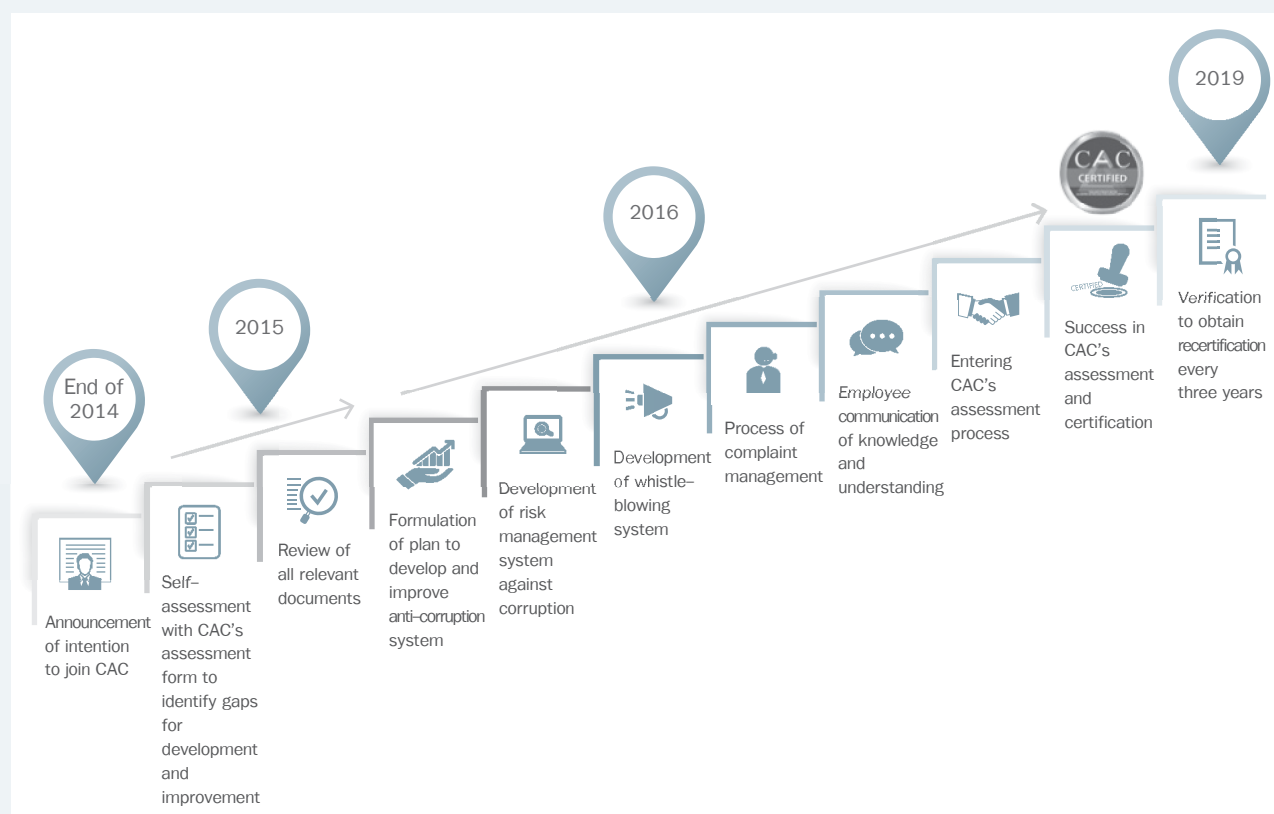 End of
2014
2015
2016
2019
CAC
CERTIFIED
Announcement
of intention
to join CAC
Self–
assessment
with CAC's
assessment
form to
identify gaps
for
development
and
improvement
Review of
all relevant
documents
Formulation
of plan to
develop and
improve
anti–corruption
system
Development
of risk
management
system
against
corruption
Development
of whistle–
blowing
system
Process of
complaint
management
Employee
communication
of knowledge
and
understanding
Entering
CAC's
assessment
process
CERTIFIED
Success in
CAC's
assessment
and
certification
Verification
to obtain
recertification
every
three years